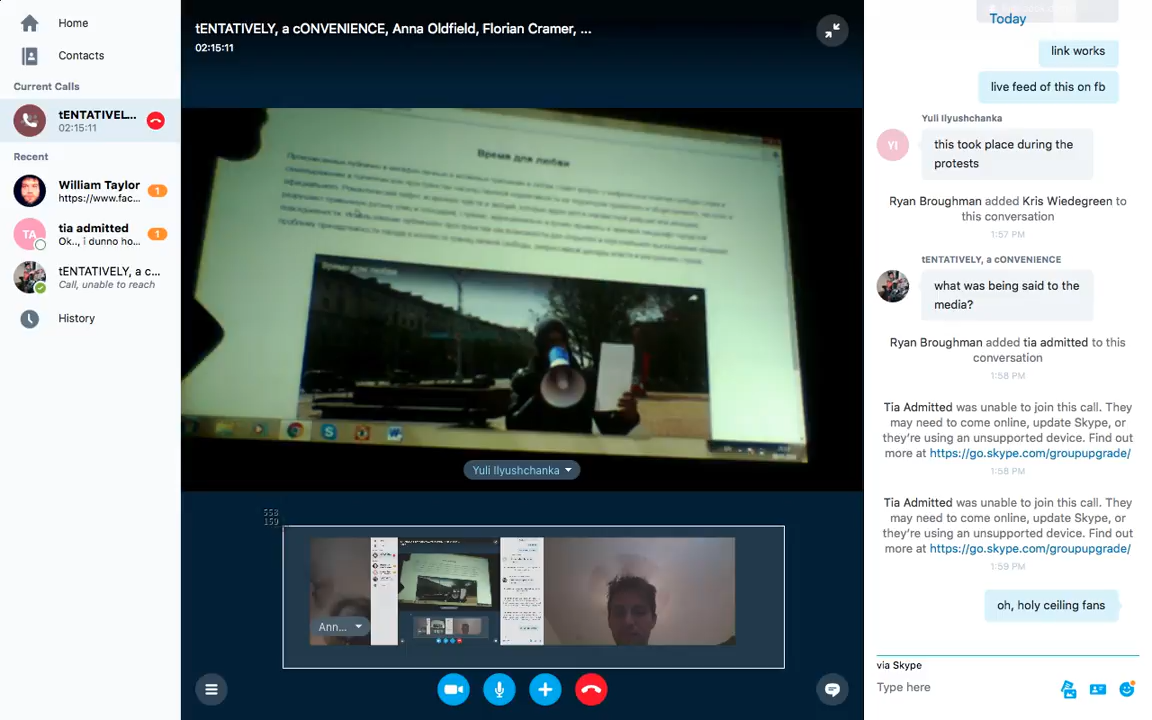 Home
Contacts
Current Calls
tENTATIVEL...
02:15:11
Recent
William Taylor
https://www.fac...
1
TA
tia admitted
Ok.., i dunno ho...
1
tENTATIVELY, a c...
Call, unable to reach
History
tENTATIVELY, a cONVENIENCE, Anna Oldfield, Florian Cramer, ...
02:15:11
Время для любви
Время для любви
Yuli Ilyushchanka
558
159
Ann...
Today
link works
live feed of this on fb
Yuli Ilyushchanka
YI
this took place during the
protests
Ryan Broughman added Kris Wiedegreen to
this conversation
1:57 PM
tENTATIVELY, a cONVENIENCE
what was being said to the
media?
Ryan Broughman added tia admitted to this
conversation
1:58 PM
Tia Admitted was unable to join this call. They
may need to come online, update Skype, or
they're using an unsupported device. Find out
more at https://go.skype.com/groupupgrade/
1:58 PM
Tia Admitted was unable to join this call. They
may need to come online, update Skype, or
they're using an unsupported device. Find out
more at https://go.skype.com/groupupgrade/
1:59 PM
oh, holy ceiling fans
via Skype
Type here